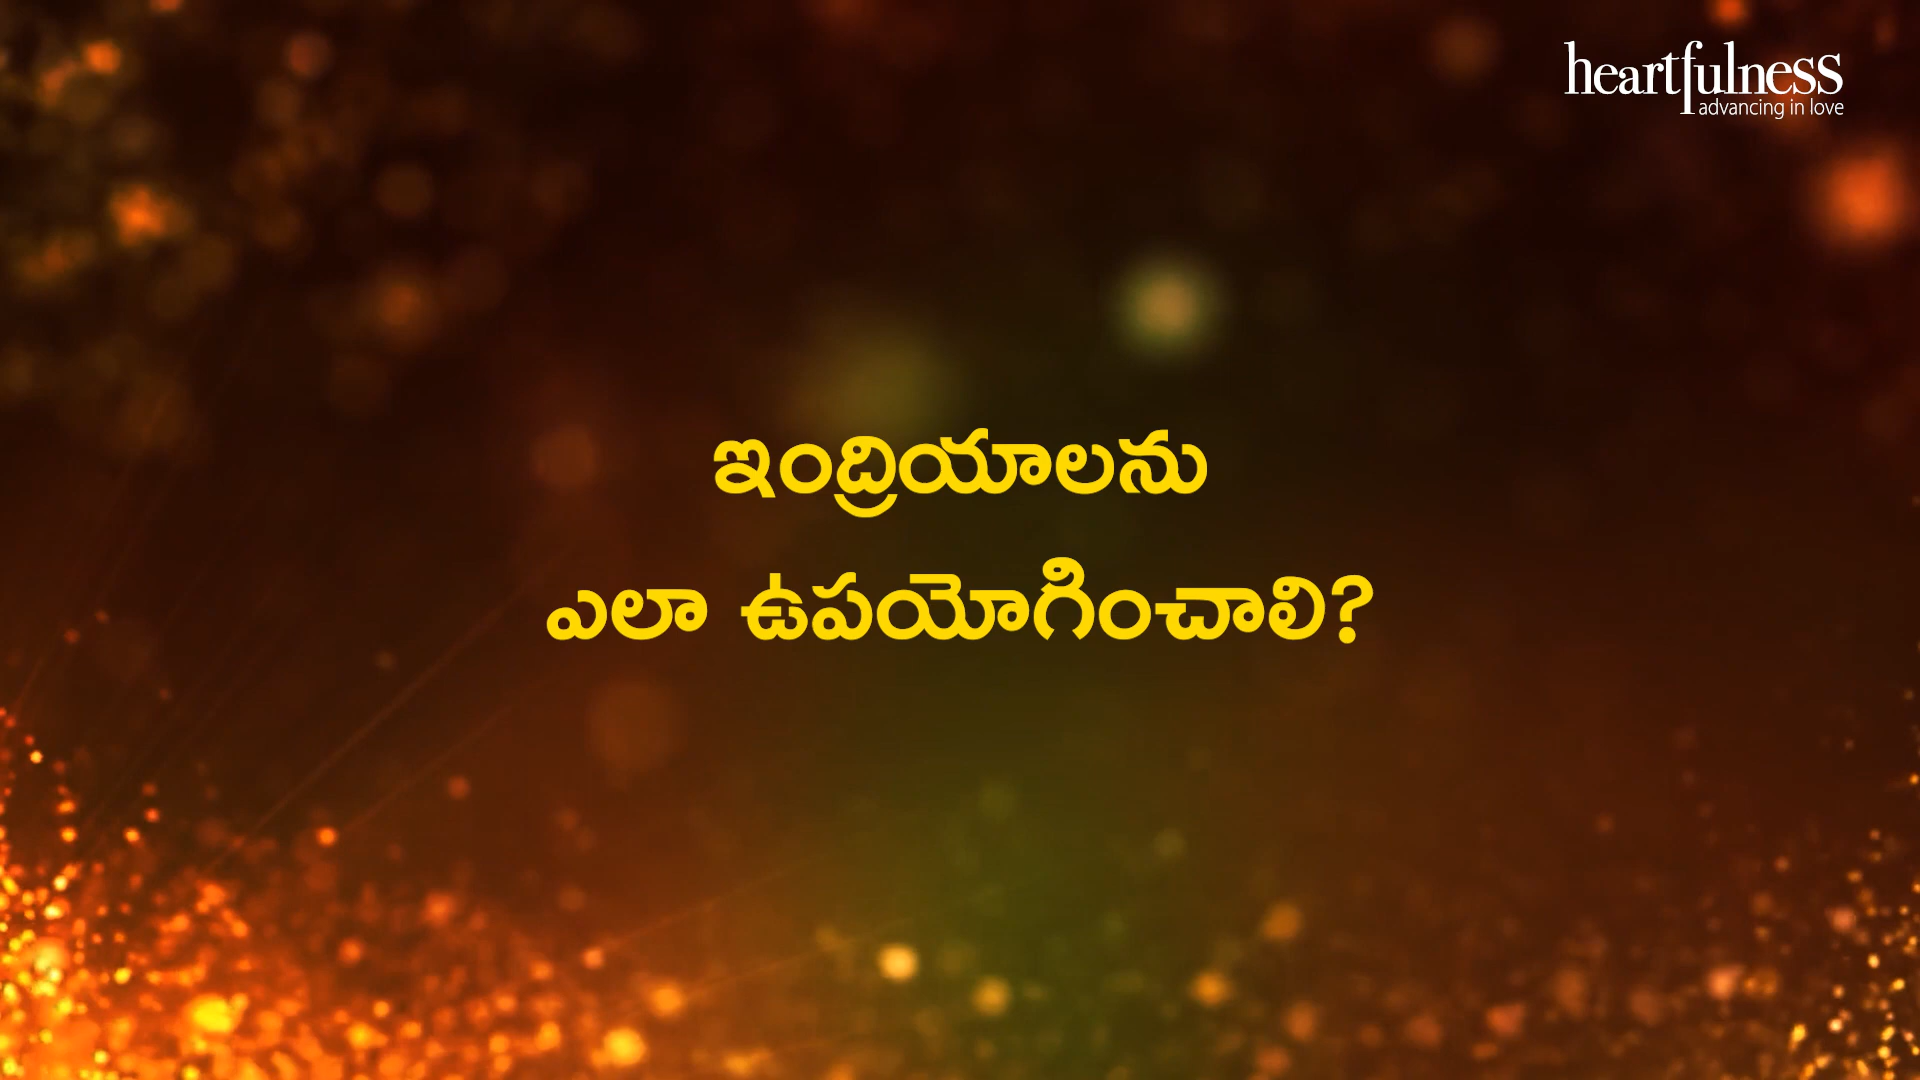 heartfulness
advancing in love
ఇంద్రియాలను
ఎలా ఉపయోగించాలి?